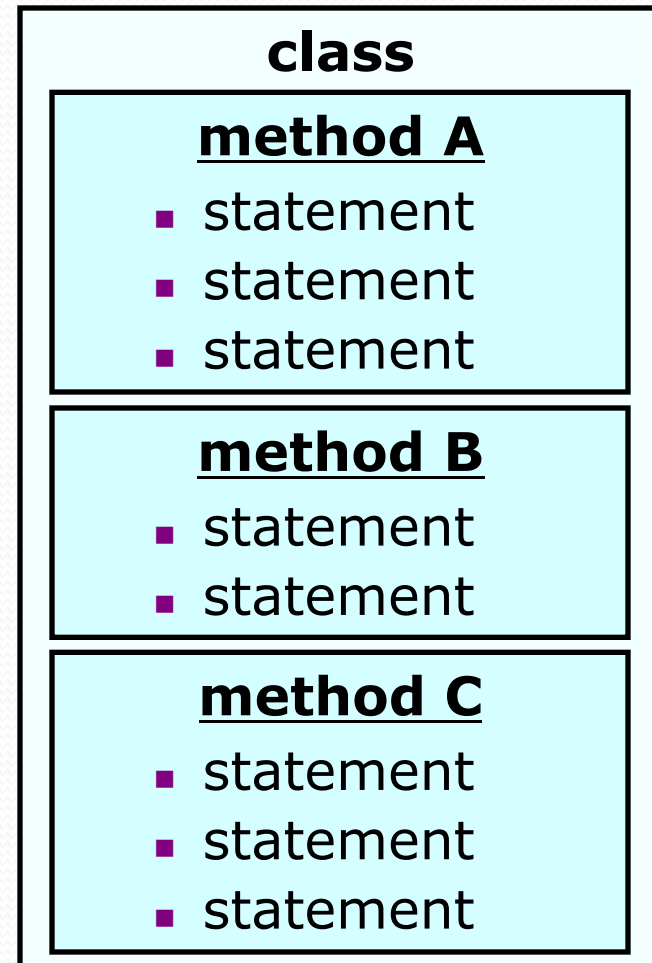 class
method A
statement
statement
statement
method B
statement
statement
method C
statement
statement
statement